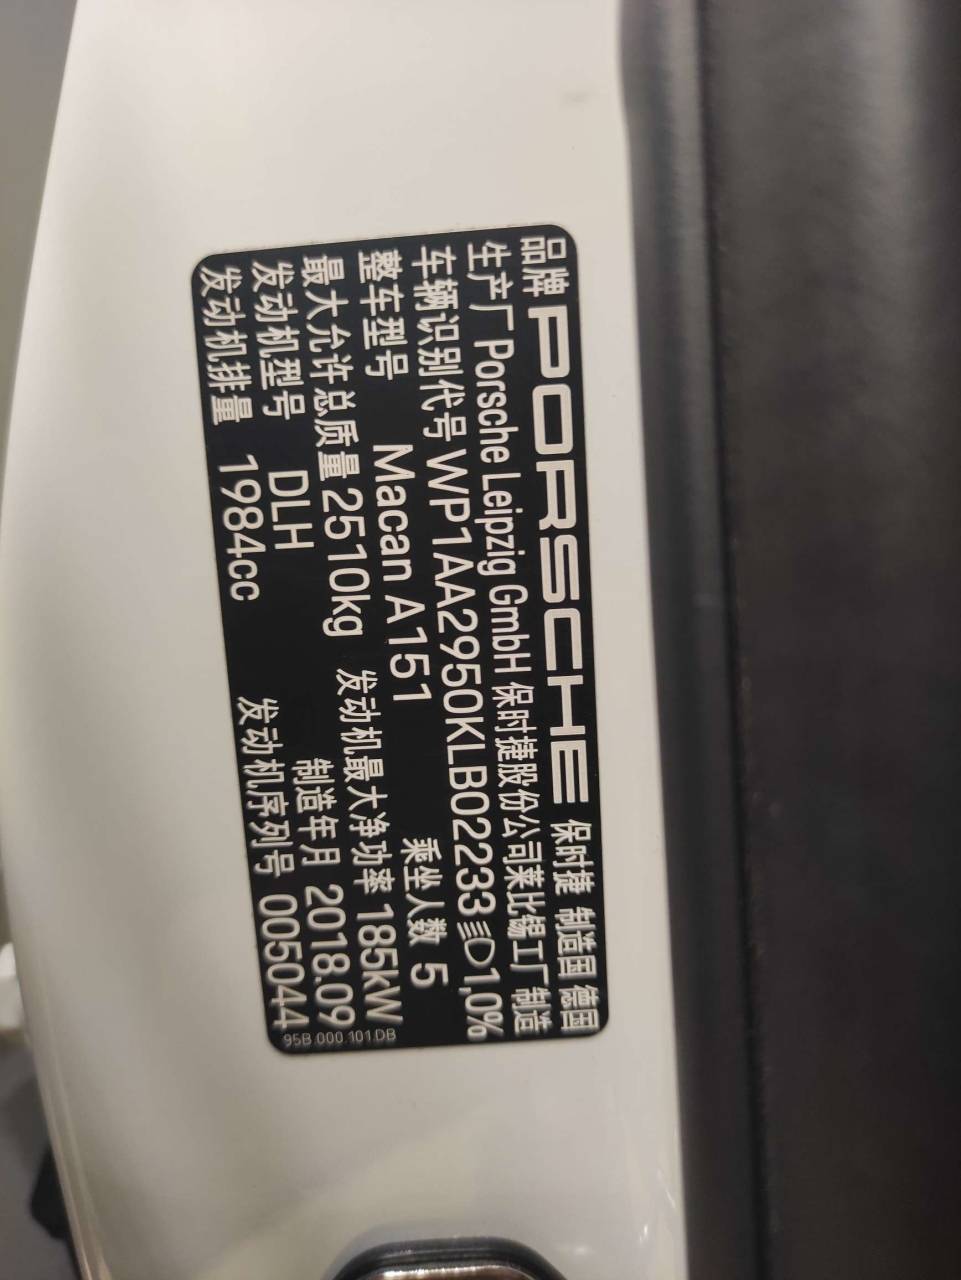 品牌 PORSCHE 保时捷 制造国 德国
生产厂 Porsche Leipzig GmbH 保时捷股份公司莱比锡工厂制造
车辆识别代号 WP1AA2950KLB02233 1,0%
整车型号 Macan A151 乘坐人数 5
最大允许总质量 2510kg 发动机最大净功率 185kW
发动机型号 DLH 制造年月 2018.09
发动机排量 1984cc 发动机序列号 005044
95B.000.101.DB